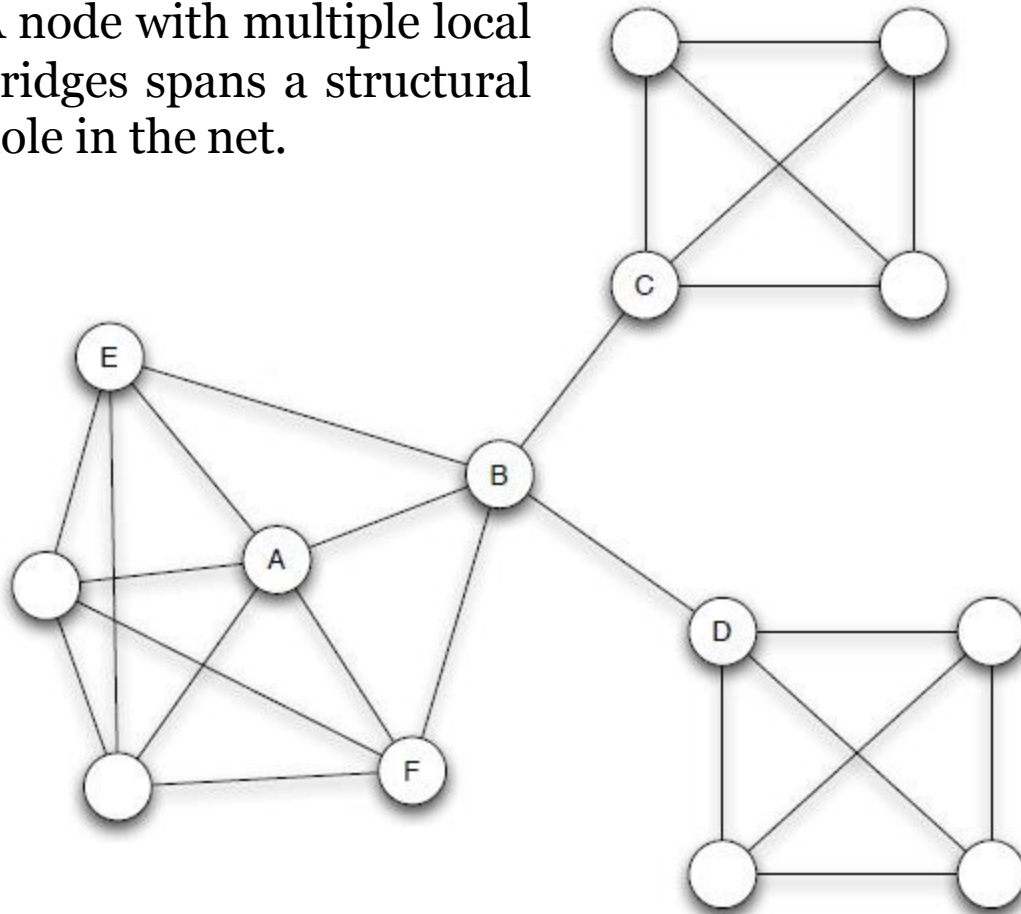 A node with multiple local
ridges spans a structural
ole in the net.
C
E
B
A
D
F